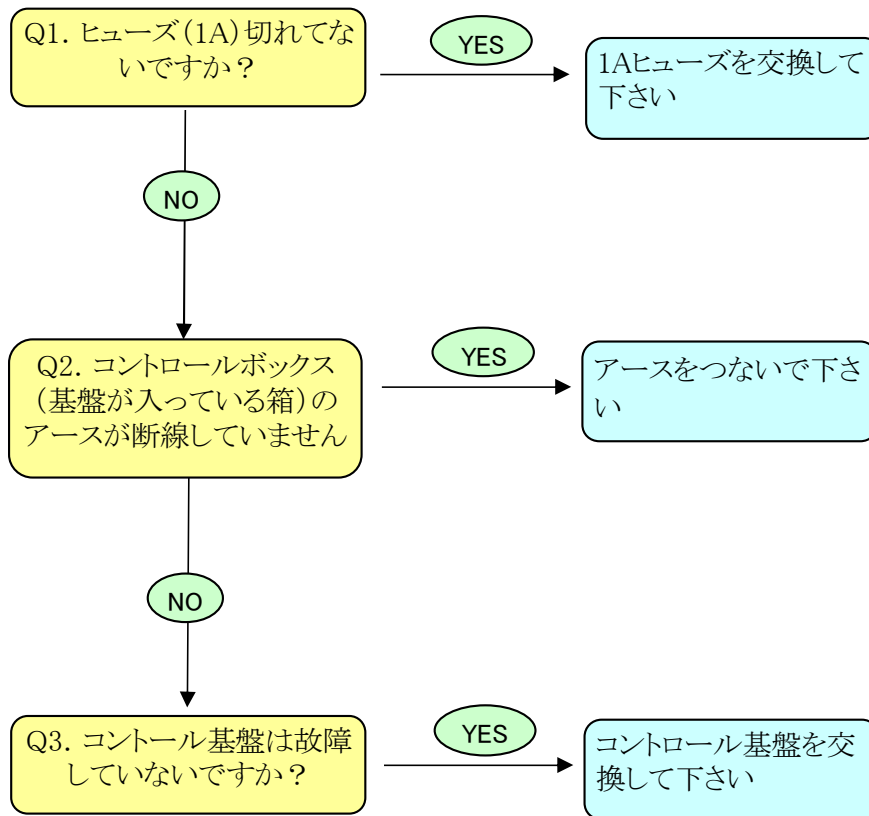 Q1. ヒューズ(1A)切れてな
いですか?
YES
1Aヒューズを交換して
下さい
NO
Q2. コントロールボックス
(基盤が入っている箱)の
アースが断線していません
YES
アースをつないで下さ
い
NO
Q3. コントール基盤は故障
していないですか?
YES
コントロール基盤を交
換して下さい